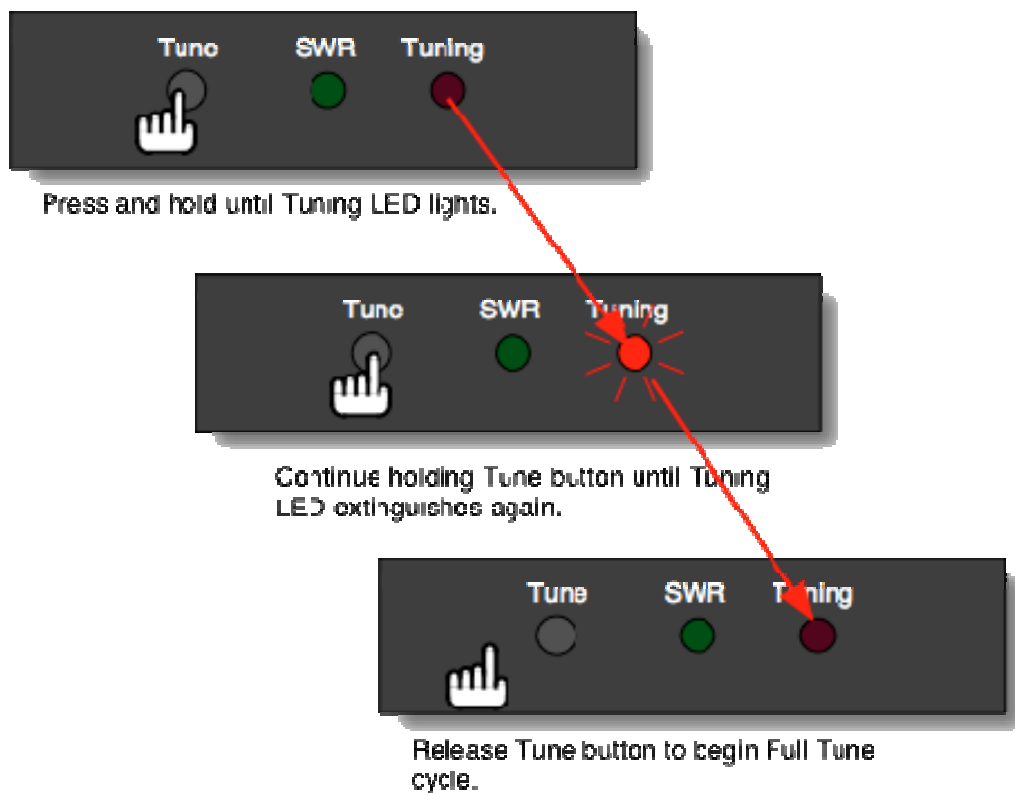 Tune SWR Tuning
Press and hold until Tuning LED lights.
Tune SWR Tuning
Continue holding Tune button until Tuning
LED extinguishes again.
Tune SWR Tuning
Release Tune button to begin Full Tune
cycle.